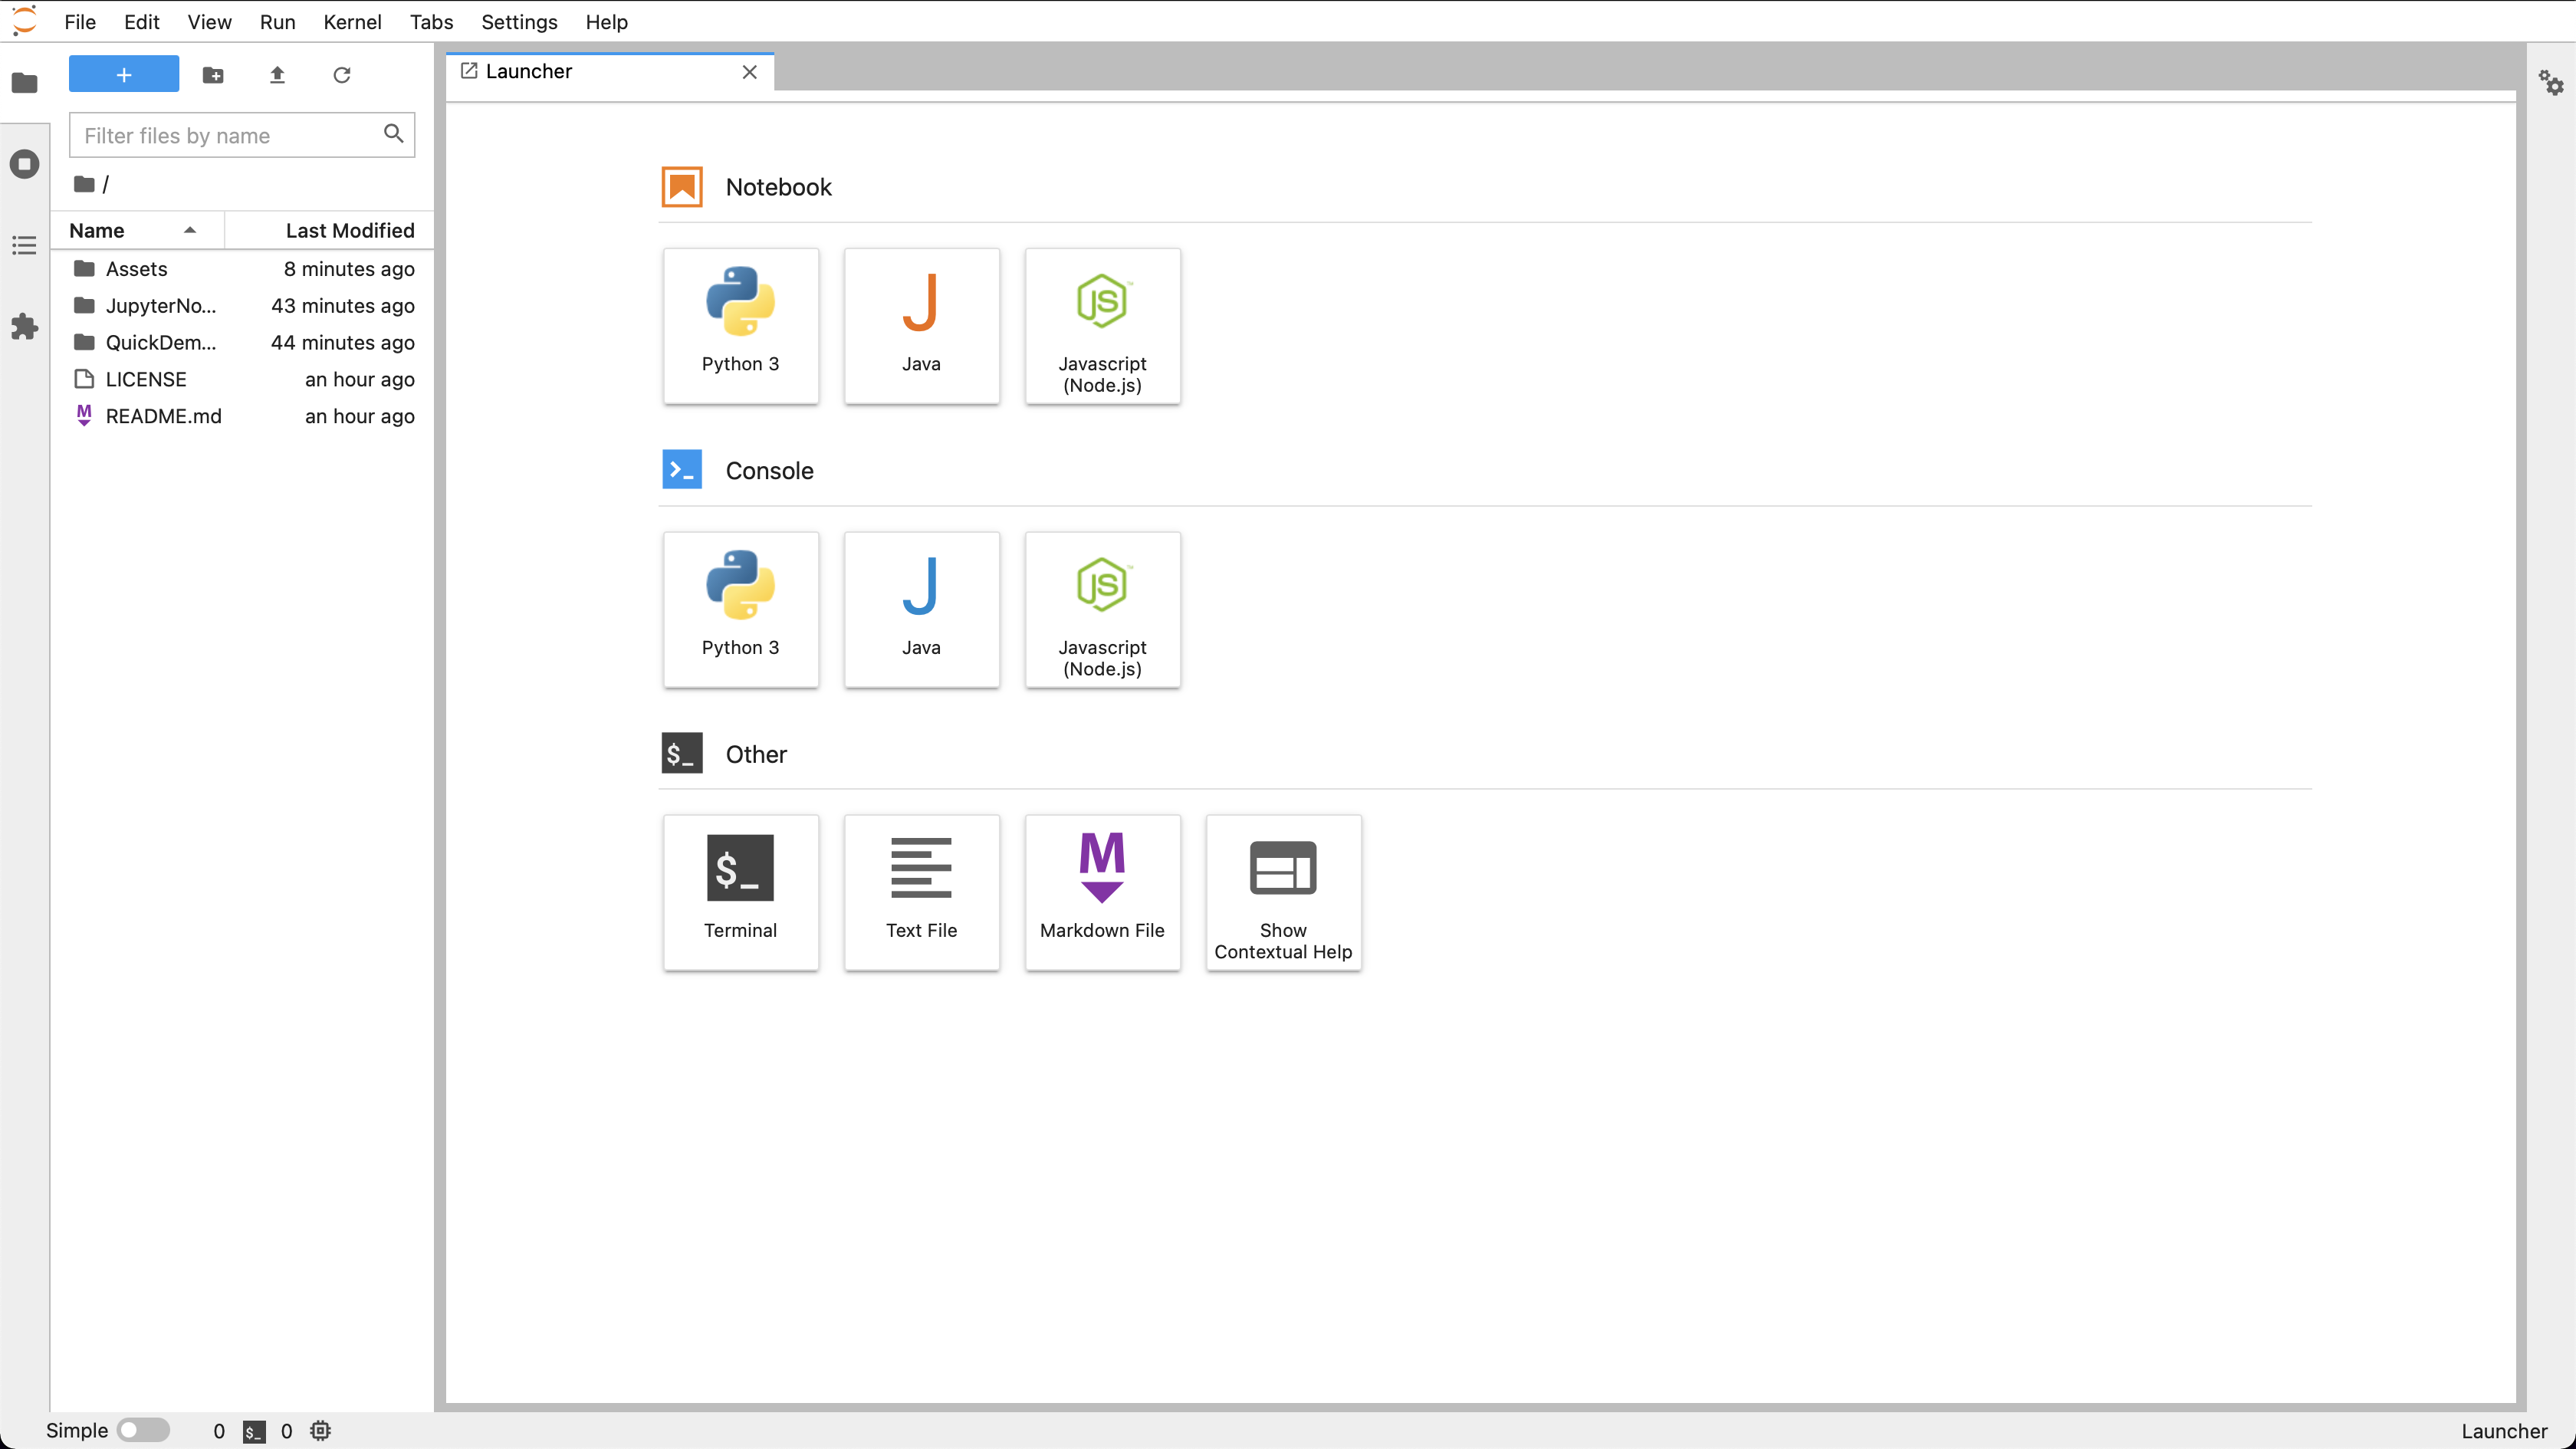 File Edit View Run Kernel Tabs Settings Help
+
Filter files by name
/
Name Last Modified
Assets 8 minutes ago
JupyterNo... 43 minutes ago
QuickDem... 44 minutes ago
LICENSE an hour ago
M README.md an hour ago
Launcher
Notebook
J JS
Python 3 Java Javascript
(Node.js)
>_ Console
J JS
Python 3 Java Javascript
(Node.js)
$_ Other
$_ M
Terminal Text File Markdown File Show
Contextual Help
Simple 0 $_ 0 Launcher